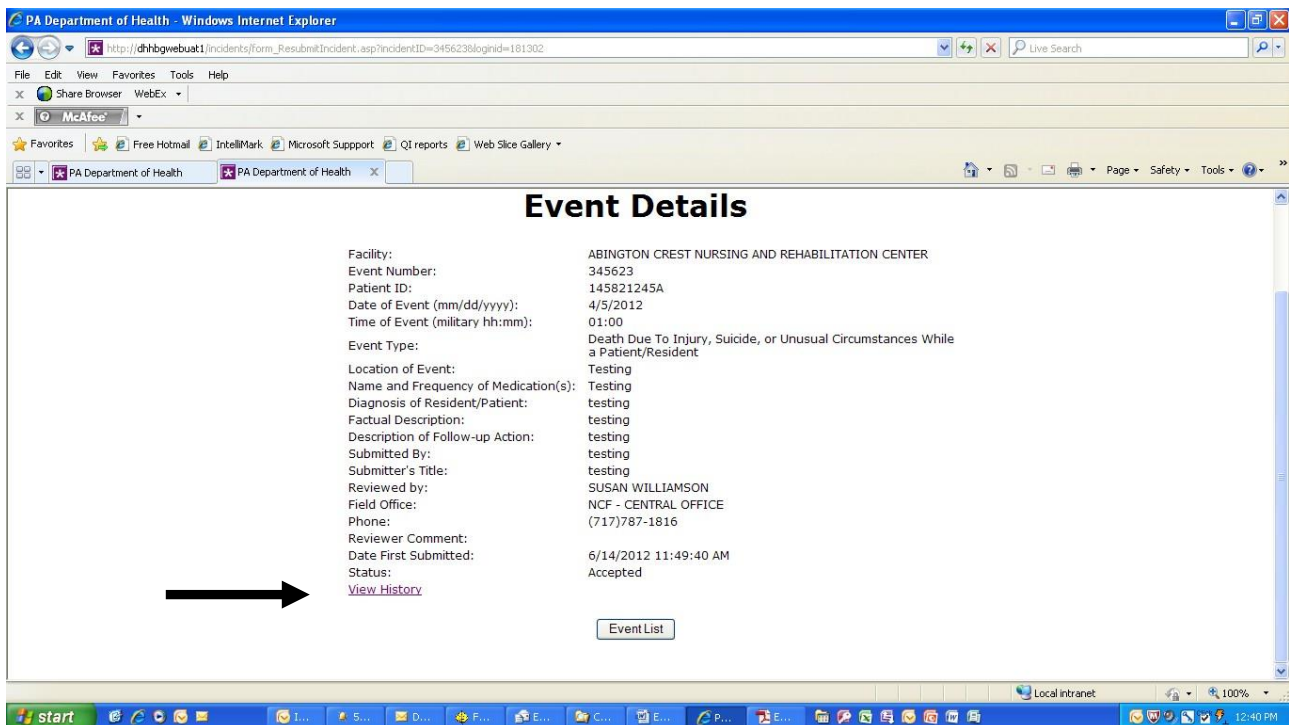 PA Department of Health - Windows Internet Explorer
http://dhhbgwebuat1/incidents/form_ResubmitIncident.asp?incidentID=345623&loginid=181302
Live Search
File Edit View Favorites Tools Help
x Share Browser WebEx
x McAfee
Favorites Free Hotmail IntelliMark Microsoft Suppport QI reports Web Slice Gallery
PA Department of Health PA Department of Health X Page Safety Tools
Event Details
Facility: ABINGTON CREST NURSING AND REHABILITATION CENTER
Event Number: 345623
Patient ID: 145821245A
Date of Event (mm/dd/yyyy): 4/5/2012
Time of Event (military hh:mm): 01:00
Event Type: Death Due To Injury, Suicide, or Unusual Circumstances While
a Patient/Resident
Location of Event: Testing
Name and Frequency of Medication(s): Testing
Diagnosis of Resident/Patient: testing
Factual Description: testing
Description of Follow-up Action: testing
Submitted By: testing
Submitter's Title: testing
Reviewed by: SUSAN WILLIAMSON
Field Office: NCF - CENTRAL OFFICE
Phone: (717)787-1816
Reviewer Comment:
Date First Submitted: 6/14/2012 11:49:40 AM
Status: Accepted
View History
Event List
Local intranet 100%
start I... 5... D... F... E... C... E... P... E... 12:40 PM